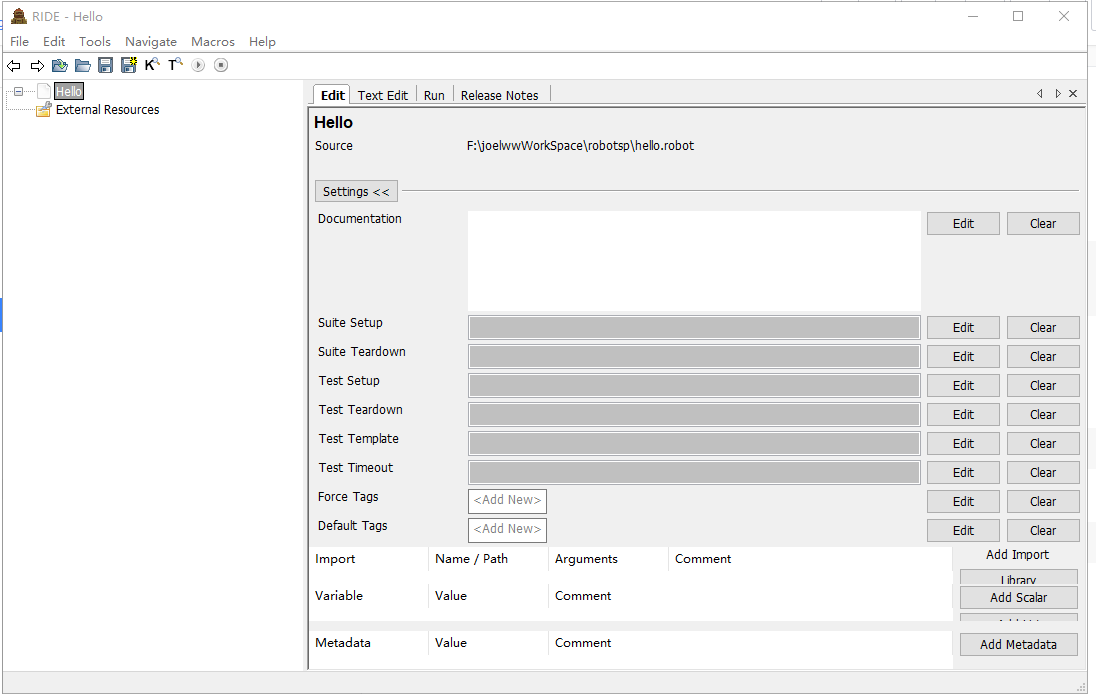 RIDE - Hello
File Edit Tools Navigate Macros Help
K T
Hello
External Resources
Edit Text Edit Run Release Notes
Hello
Source F:\joelwwWorkSpace\robotsp\hello.robot
Settings <<
Documentation Edit Clear
Suite Setup Edit Clear
Suite Teardown Edit Clear
Test Setup Edit Clear
Test Teardown Edit Clear
Test Template Edit Clear
Test Timeout Edit Clear
Force Tags <Add New> Edit Clear
Default Tags <Add New> Edit Clear
Import Name / Path Arguments Comment Add Import
Library
Variable Value Comment Add Scalar
Metadata Value Comment Add Metadata